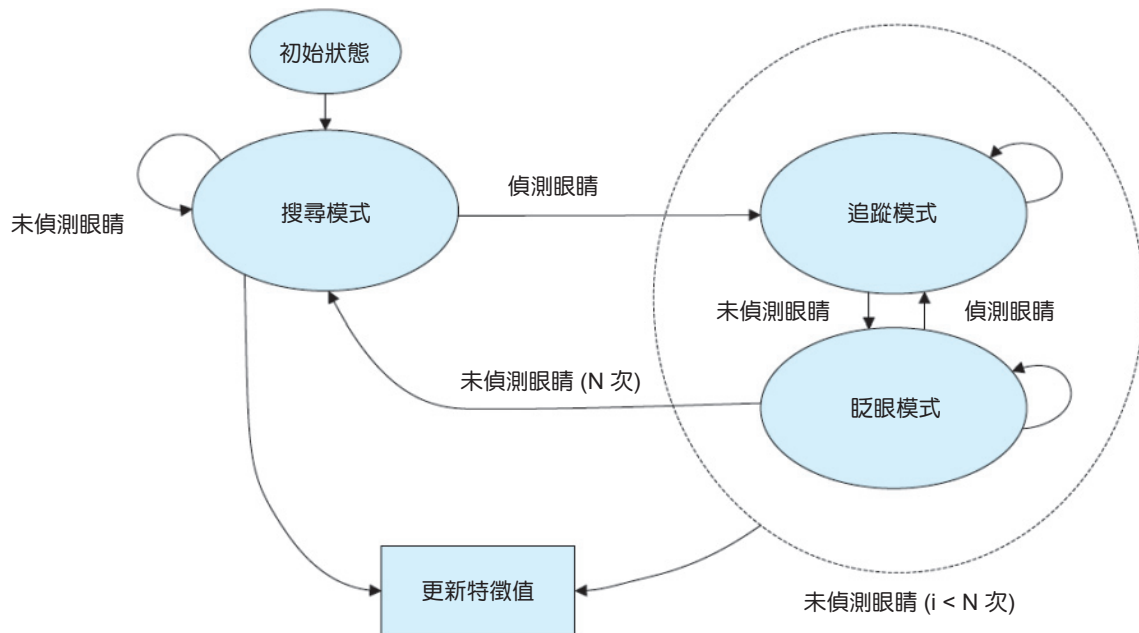 初始狀態
搜尋模式
未偵測眼睛
偵測眼睛
追蹤模式
未偵測眼睛
偵測眼睛
未偵測眼睛 (N 次)
眨眼模式
更新特徵值
未偵測眼睛 (i < N 次)